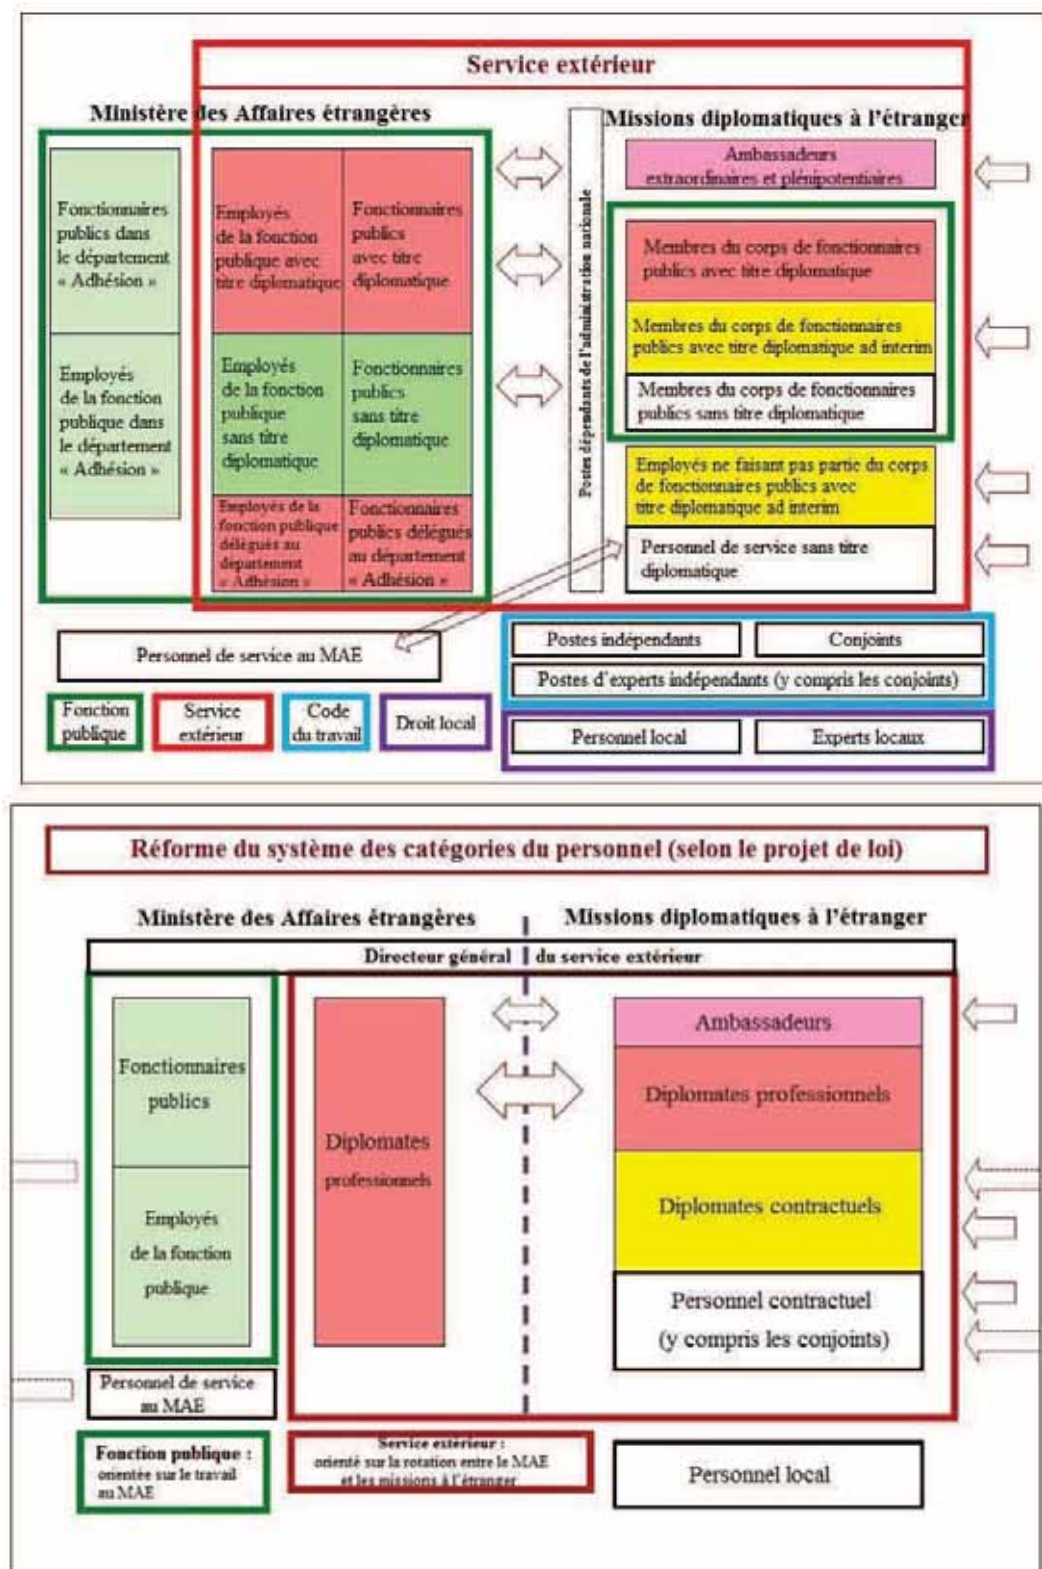 Service extérieur
Ministère des Affaires étrangères
Missions diplomatiques à l'étranger
Fonctionnaires
publics dans
le département
« Adhésion »
Employés
de la fonction
publique avec
titre diplomatique
Fonctionnaires
publics
avec titre
diplomatique
Employés
de la fonction
publique dans
le département
« Adhésion »
Employés
de la fonction
publique
sans titre
diplomatique
Fonctionnaires
publics
sans titre
diplomatique
Employés de la
fonction publique
délégués au
département
« Adhésion »
Fonctionnaires
publics délégués
au département
« Adhésion »
Postes dépendants de l'administration nationale
Ambassadeurs
extraordinaires et plénipotentiaires
Membres du corps de fonctionnaires
publics avec titre diplomatique
Membres du corps de fonctionnaires
publics avec titre diplomatique ad interim
Membres du corps de fonctionnaires
publics sans titre diplomatique
Employés ne faisant pas partie du corps
de fonctionnaires publics avec
titre diplomatique ad interim
Personnel de service sans titre
diplomatique
Personnel de service au MAE
Postes indépendants
Conjoints
Postes d'experts indépendants (y compris les conjoints)
Fonction
publique
Service
extérieur
Code
du travail
Droit local
Personnel local
Experts locaux
Réforme du système des catégories du personnel (selon le projet de loi)
Ministère des Affaires étrangères
Missions diplomatiques à l'étranger
Directeur général du service extérieur
Fonctionnaires
publics
Employés
de la fonction
publique
Diplomates
professionnels
Ambassadeurs
Diplomates professionnels
Diplomates contractuels
Personnel contractuel
(y compris les conjoints)
Personnel de service
au MAE
Fonction publique :
orientée sur le travail
au MAE
Service extérieur :
orienté sur la rotation entre le MAE
et les missions à l'étranger
Personnel local